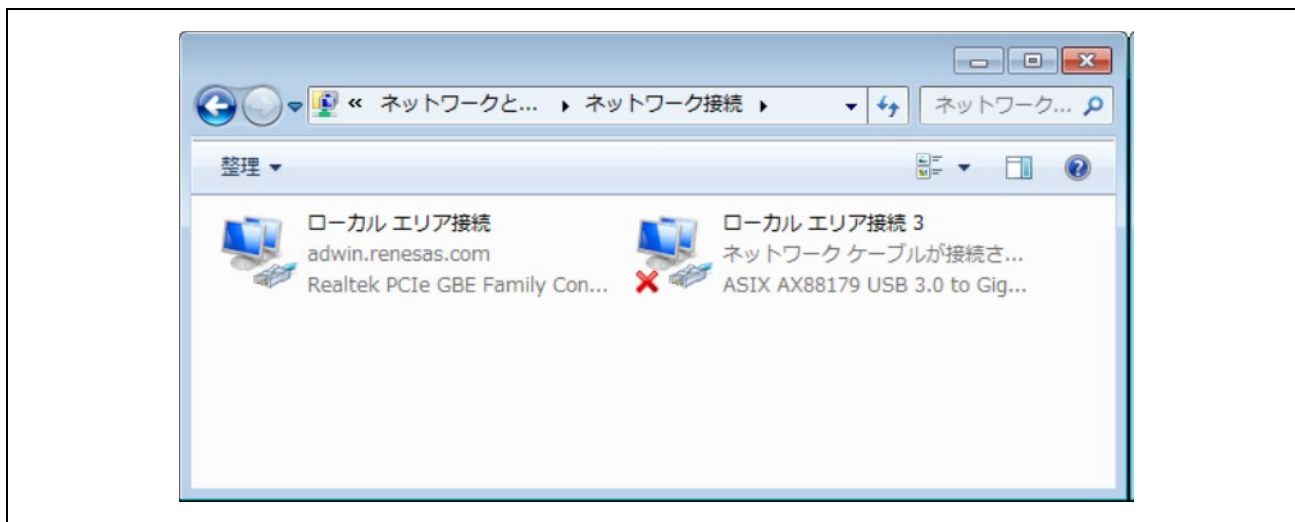 « ネットワークと... ▸ ネットワーク接続 ▸ ネットワーク...
整理
ローカル エリア接続
adwin.renesas.com
Realtek PCIe GBE Family Con...
ローカル エリア接続 3
ネットワーク ケーブルが接続さ...
ASIX AX88179 USB 3.0 to Gig...